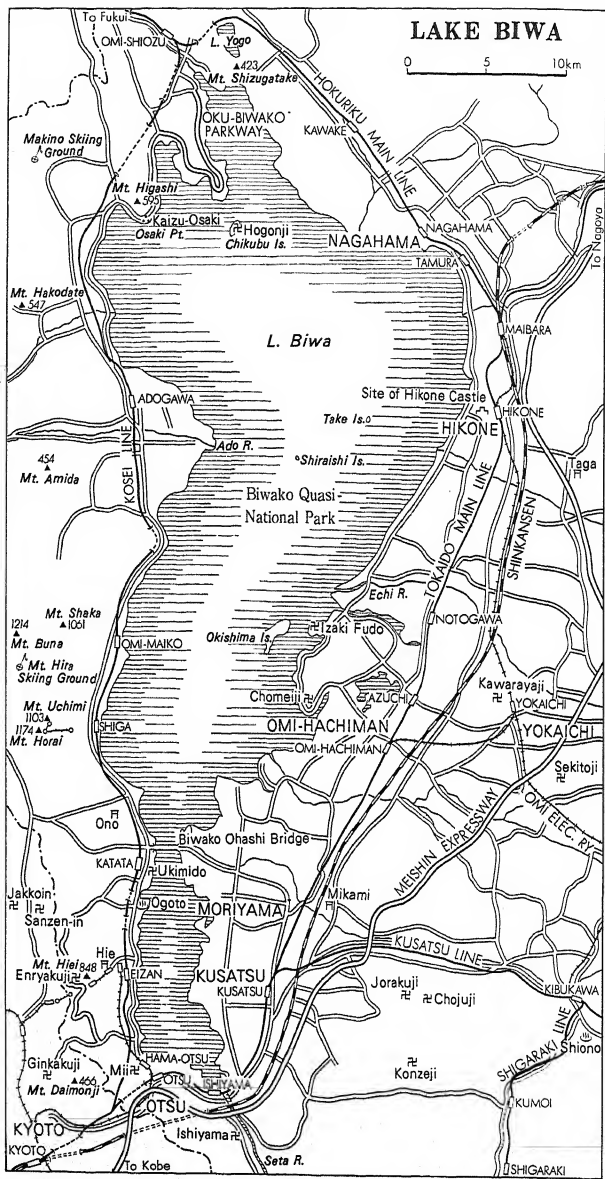 LAKE BIWA
0 5 10km
To Fukui
OMI-SHIOZU
L. Yogo
423
Mt. Shizugatake
HOKURIKU MAIN LINE
OKU-BIWAKO
PARKWAY
KAWAKE
Makino Skiing
Ground
Mt. Higashi
595
Kaizu-Osaki
Osaki Pt.
Hogonji
Chikubu Is.
NAGAHAMA
NAGAHAMA
TAMURA
To Nagoya
Mt. Hakodate
547
L. Biwa
MAIBARA
ADOGAWA
Site of Hikone Castle
Take Is.
HIKONE
HIKONE
KOSEI LINE
Ado R.
454
Mt. Amida
Shiraishi Is.
Taga
Biwako Quasi-
National Park
TOKAIDO MAIN LINE
SHINKANSEN
Echi R.
Mt. Shaka
1061
1214
Mt. Buna
Mt. Hira
Skiing Ground
OMI-MAIKO
Okishima Is.
Izaki Fudo
NOTOGAWA
Mt. Uchimi
1103
1174
Mt. Horai
SHIGA
Chomeiji
AZUCHI
Kawarayaji
YOKAICHI
OMI-HACHIMAN
YOKAICHI
OMI-HACHIMAN
Sekitoji
OMI ELEC. RY
MEISHIN EXPRESSWAY
Ono
Biwako Ohashi Bridge
KATATA
Ukimido
Jakkoin
Sanzen-in
Ogoto
MORIYAMA
Mikami
KUSATSU LINE
Mt. Hiei 848
Hie
Enryakuji
EIZAN
KUSATSU
KUSATSU
Jorakuji
Chojuji
KIBUKAWA
SHIGARAKI LINE
Shiono
HAMA-OTSU
Ginkakuji
Mii
466
Mt. Daimonji
OTSU
ISHIYAMA
Konzeji
OTSU
KUMOI
KYOTO
KYOTO
Ishiyama
Seta R.
To Kobe
SHIGARAKI